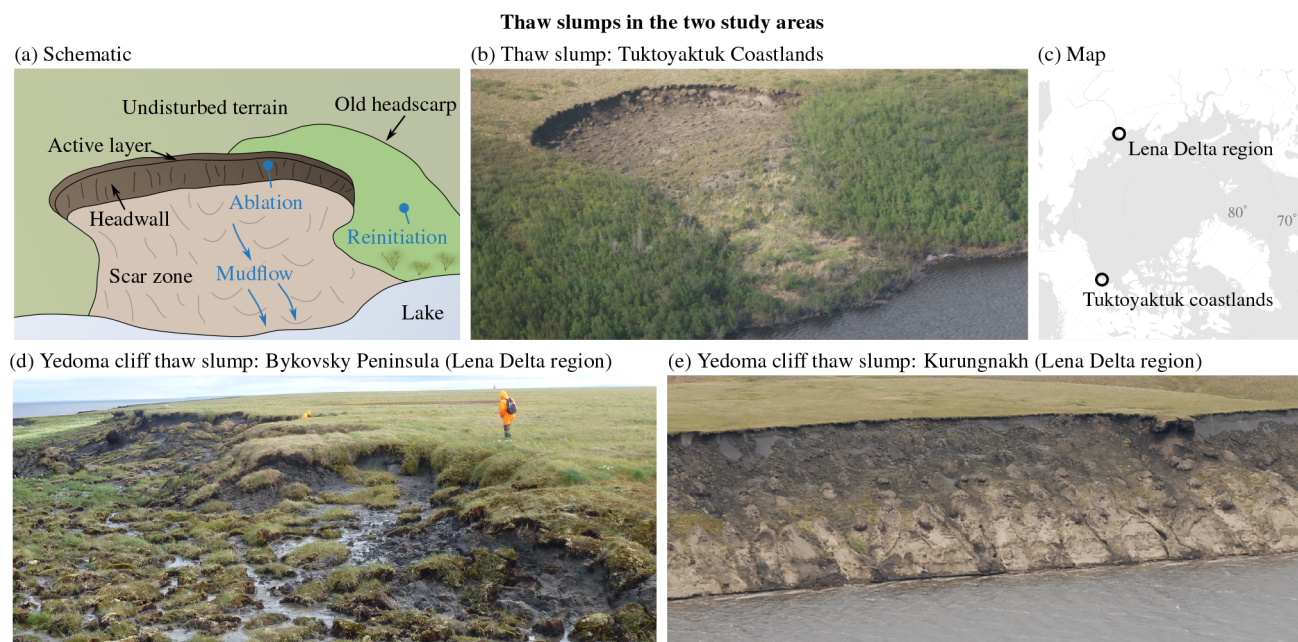 Thaw slumps in the two study areas
(a) Schematic
(b) Thaw slump: Tuktoyaktuk Coastlands
(c) Map
Undisturbed terrain
Old headscarp
Active layer
Headwall
Ablation
Reinitiation
Scar zone
Mudflow
Lake
Lena Delta region
80°
70°
Tuktoyaktuk coastlands
(d) Yedoma cliff thaw slump: Bykovsky Peninsula (Lena Delta region)
(e) Yedoma cliff thaw slump: Kurungnakh (Lena Delta region)